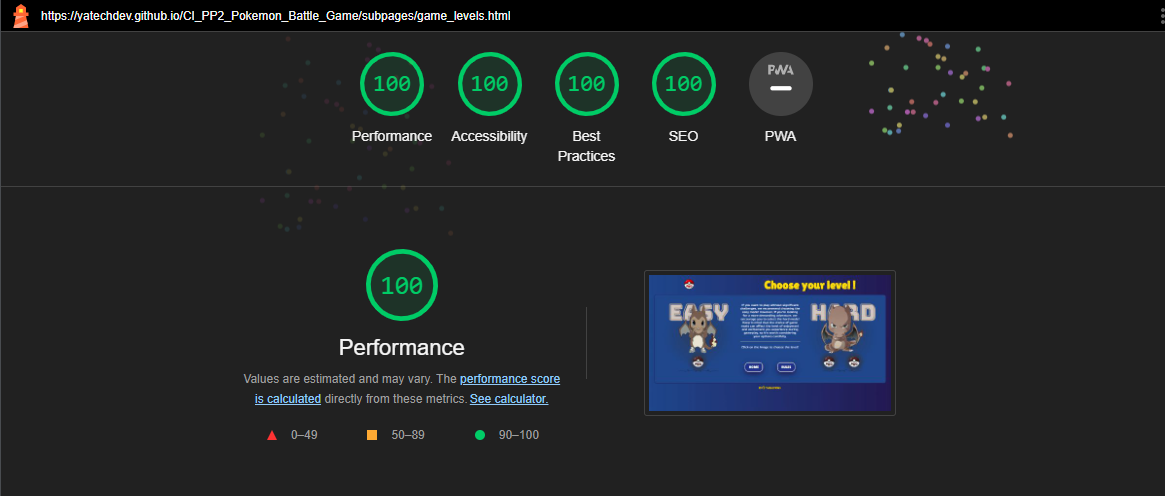 https://yatechdev.github.io/CI_PP2_Pokemon_Battle_Game/subpages/game_levels.html
100
100
100
100
PWA
Performance
Accessibility
Best
Practices
SEO
PWA
100
Performance
Values are estimated and may vary. The performance score
is calculated directly from these metrics. See calculator.
0–49
50–89
90–100
Choose your level !
EASY
HARD